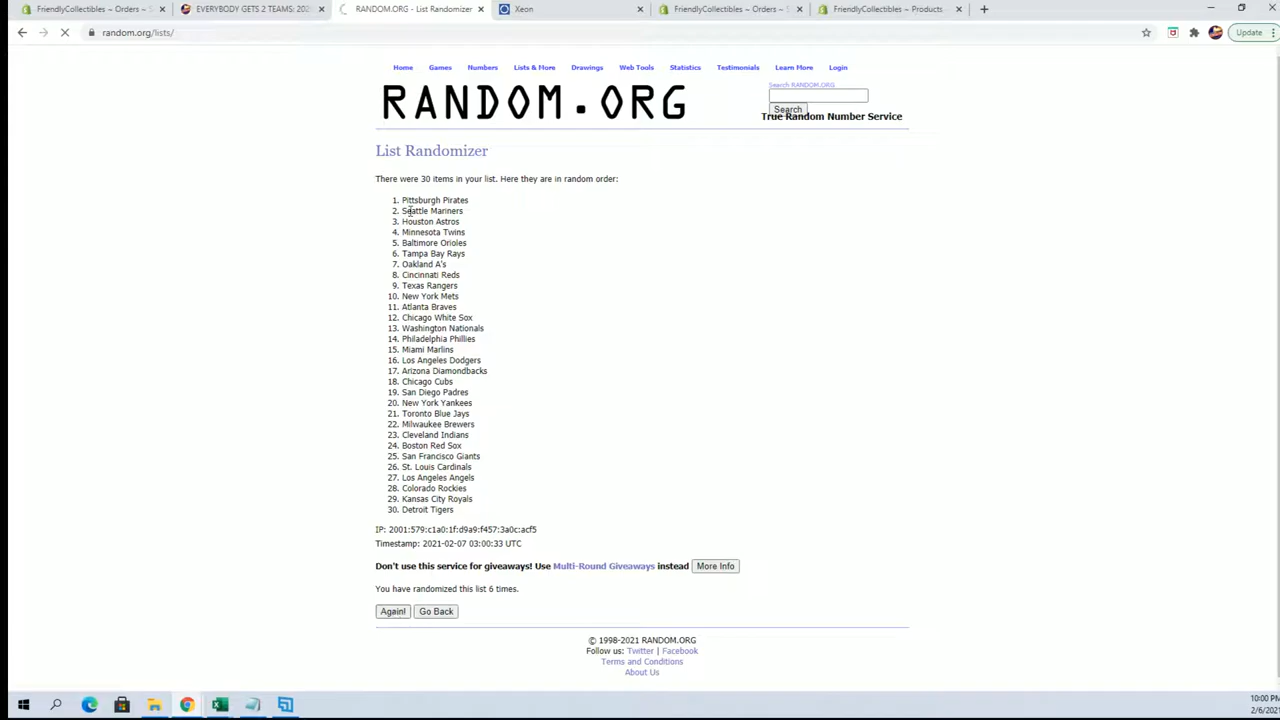 FriendlyCollectibles ~ Orders ~ S
EVERYBODY GETS 2 TEAMS: 202
RANDOM.ORG - List Randomizer
Xeon
FriendlyCollectibles ~ Orders ~ S
FriendlyCollectibles ~ Products
random.org/lists/
Update
Home Games Numbers Lists & More Drawings Web Tools Statistics Testimonials Learn More Login
RANDOM.ORG
Search RANDOM.ORG
Search
True Random Number Service
List Randomizer
There were 30 items in your list. Here they are in random order:
1. Pittsburgh Pirates
2. Seattle Mariners
3. Houston Astros
4. Minnesota Twins
5. Baltimore Orioles
6. Tampa Bay Rays
7. Oakland A's
8. Cincinnati Reds
9. Texas Rangers
10. New York Mets
11. Atlanta Braves
12. Chicago White Sox
13. Washington Nationals
14. Philadelphia Phillies
15. Miami Marlins
16. Los Angeles Dodgers
17. Arizona Diamondbacks
18. Chicago Cubs
19. San Diego Padres
20. New York Yankees
21. Toronto Blue Jays
22. Milwaukee Brewers
23. Cleveland Indians
24. Boston Red Sox
25. San Francisco Giants
26. St. Louis Cardinals
27. Los Angeles Angels
28. Colorado Rockies
29. Kansas City Royals
30. Detroit Tigers
IP: 2001:579:c1a0:1f:d9a9:f457:3a0c:acf5
Timestamp: 2021-02-07 03:00:33 UTC
Don't use this service for giveaways! Use Multi-Round Giveaways instead More Info
You have randomized this list 6 times.
Again! Go Back
© 1998-2021 RANDOM.ORG
Follow us: Twitter | Facebook
Terms and Conditions
About Us
10:00 PM
2/6/2021